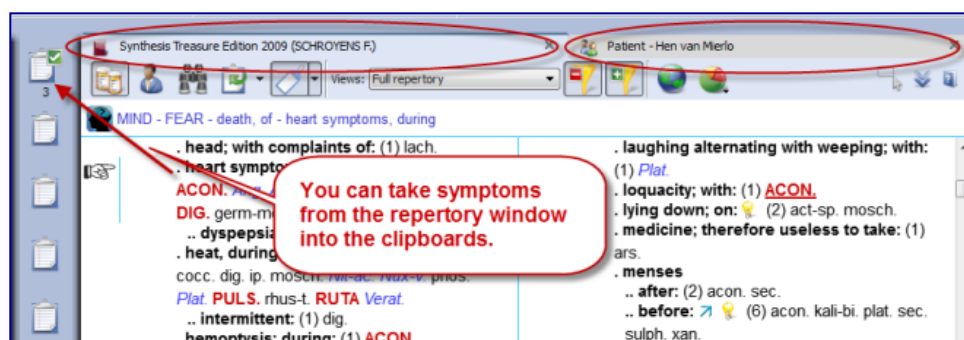 Synthesis Treasure Edition 2009 (SCHROYENS F.)
Patient - Hen van Mierlo
Views: Full repertory
3
MIND - FEAR - death, of - heart symptoms, during
. head; with complaints of: (1) lach.
. heart sympto
ACON.
DIG. germ-m
.. dyspepsia
. heat, during
cocc. dig. ip. mosch. Nit-ac. Nux-v. phos.
Plat. PULS. rhus-t. RUTA Verat.
.. intermittent: (1) dig.
hemoptysis; during: (1) ACON.
You can take symptoms
from the repertory window
into the clipboards.
. laughing alternating with weeping; with:
(1) Plat.
. loquacity; with: (1) ACON.
. lying down; on: (2) act-sp. mosch.
. medicine; therefore useless to take: (1)
ars.
. menses
.. after: (2) acon. sec.
.. before: (6) acon. kali-bi. plat. sec.
sulph. xan.